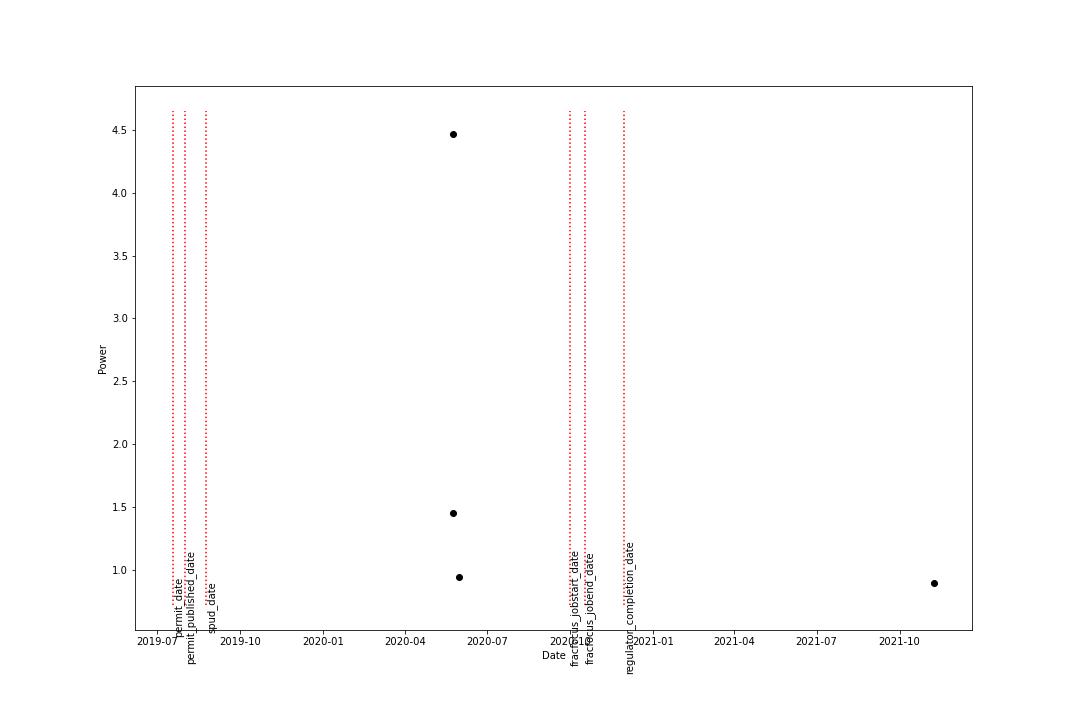 4.5
4.0
3.5
3.0
2.5
2.0
1.5
1.0
Power
permit_date
permit_published_date
spud_date
fracfocus_jobstart_date
fracfocus_jobend_date
regulator_completion_date
2019-07
2019-10
2020-01
2020-04
2020-07
2020-10
2021-01
2021-04
2021-07
2021-10
Date